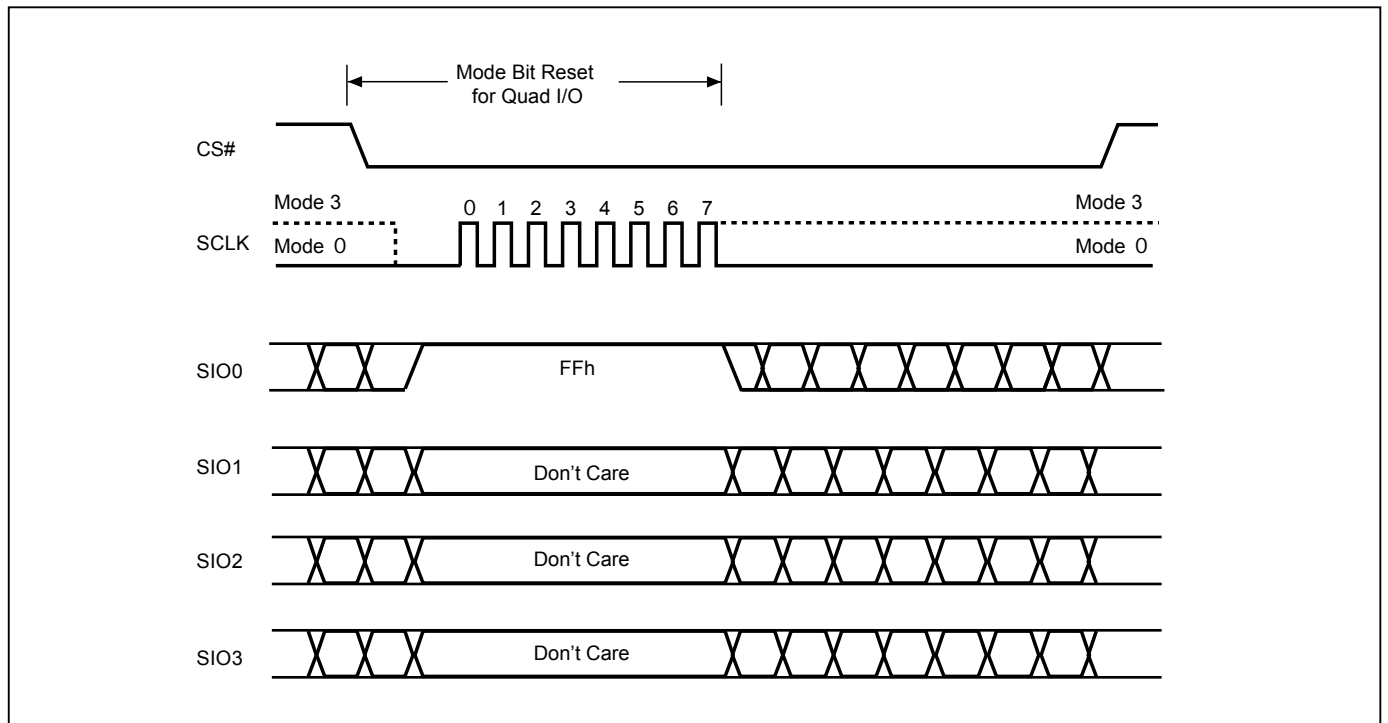 Mode Bit Reset
for Quad I/O
CS#
Mode 3
0 1 2 3 4 5 6 7
Mode 3
SCLK
Mode 0
Mode 0
SIO0
FFh
SIO1
Don't Care
SIO2
Don't Care
SIO3
Don't Care